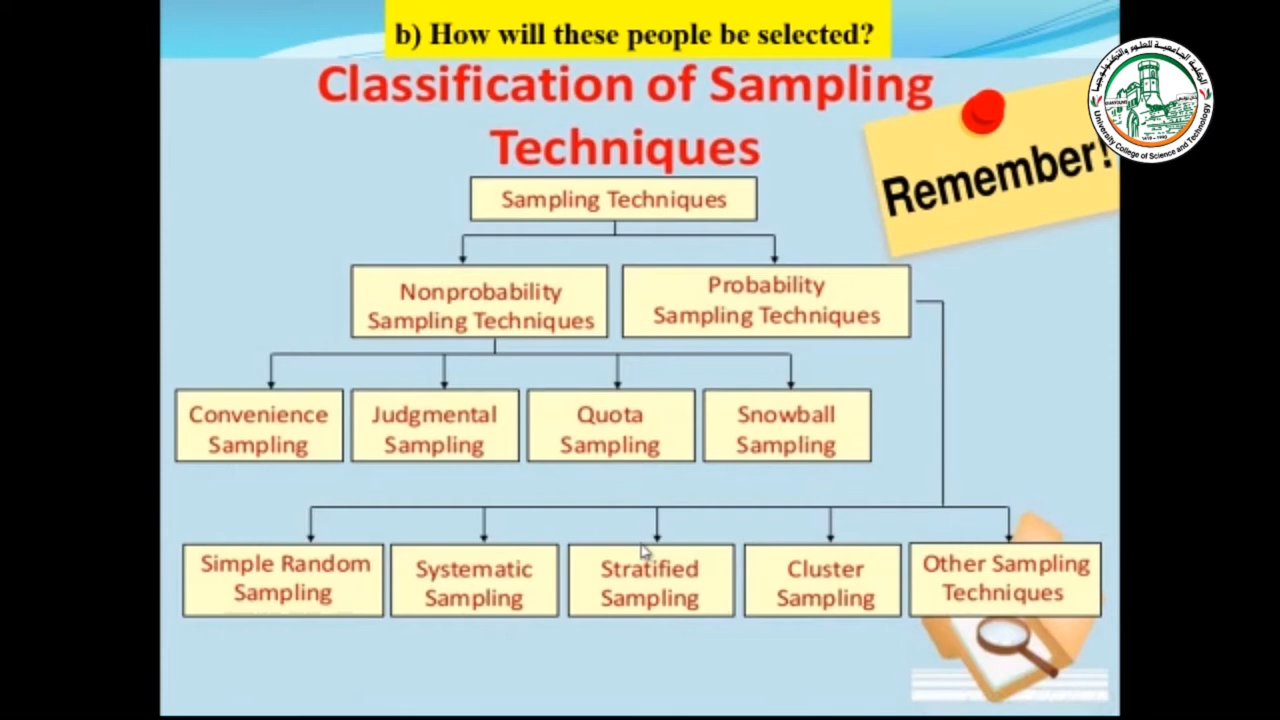 b) How will these people be selected?
Classification of Sampling
Techniques
Remember!
University College of Science and Technology
Sampling Techniques
Nonprobability
Sampling Techniques
Probability
Sampling Techniques
Convenience
Sampling
Judgmental
Sampling
Quota
Sampling
Snowball
Sampling
Simple Random
Sampling
Systematic
Sampling
Stratified
Sampling
Cluster
Sampling
Other Sampling
Techniques